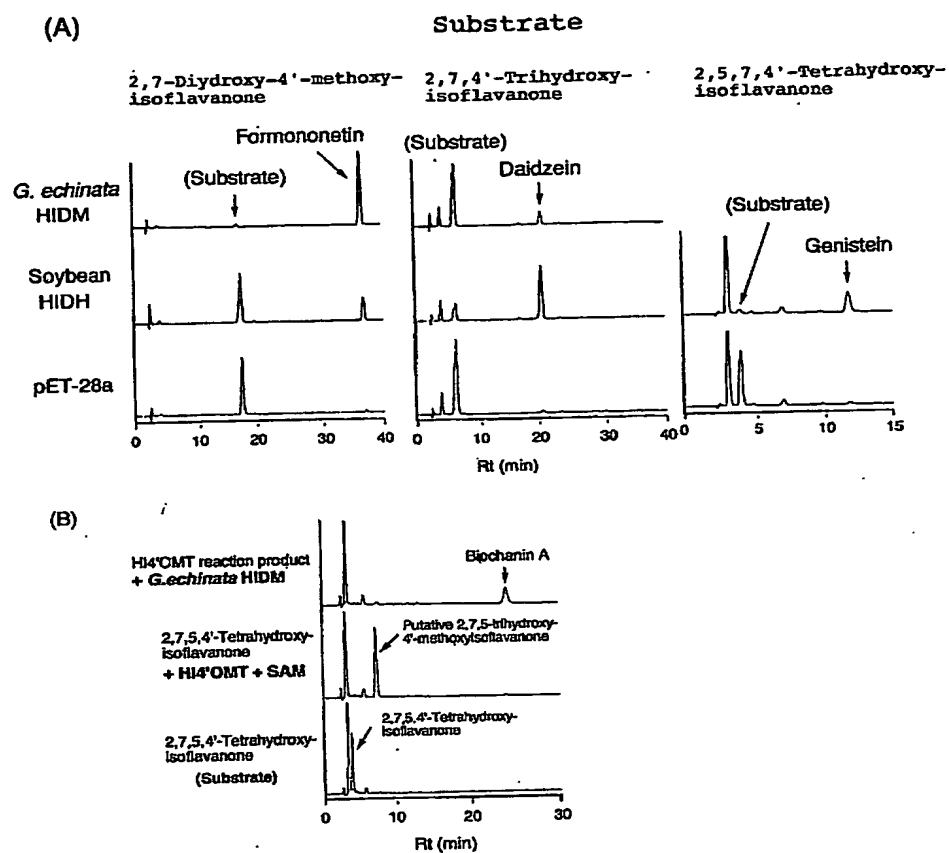 (A)
Substrate
2,7-Diydroxy-4'-methoxy-
isoflavanone
2,7,4'-Trihydroxy-
isoflavanone
2,5,7,4'-Tetrahydroxy-
isoflavanone
Formononetin
(Substrate)
(Substrate)
Daidzein
(Substrate)
Genistein
G. echinata
HIDM
Soybean
HIDH
pET-28a
0 10 20 30 40
0 10 20 30 40
0 5 10 15
Rt (min)
(B)
i
HI4'OMT reaction product
+ G.echinata HIDM
Biochanin A
2,7,5,4'-Tetrahydroxy-
isoflavanone
+ HI4'OMT + SAM
Putative 2,7,5-trihydroxy-
4'-methoxyisoflavanone
2,7,5,4'-Tetrahydroxy-
isoflavanone
(Substrate)
2,7,5,4'-Tetrahydroxy-
isoflavanone
0 10 20 30
Rt (min)